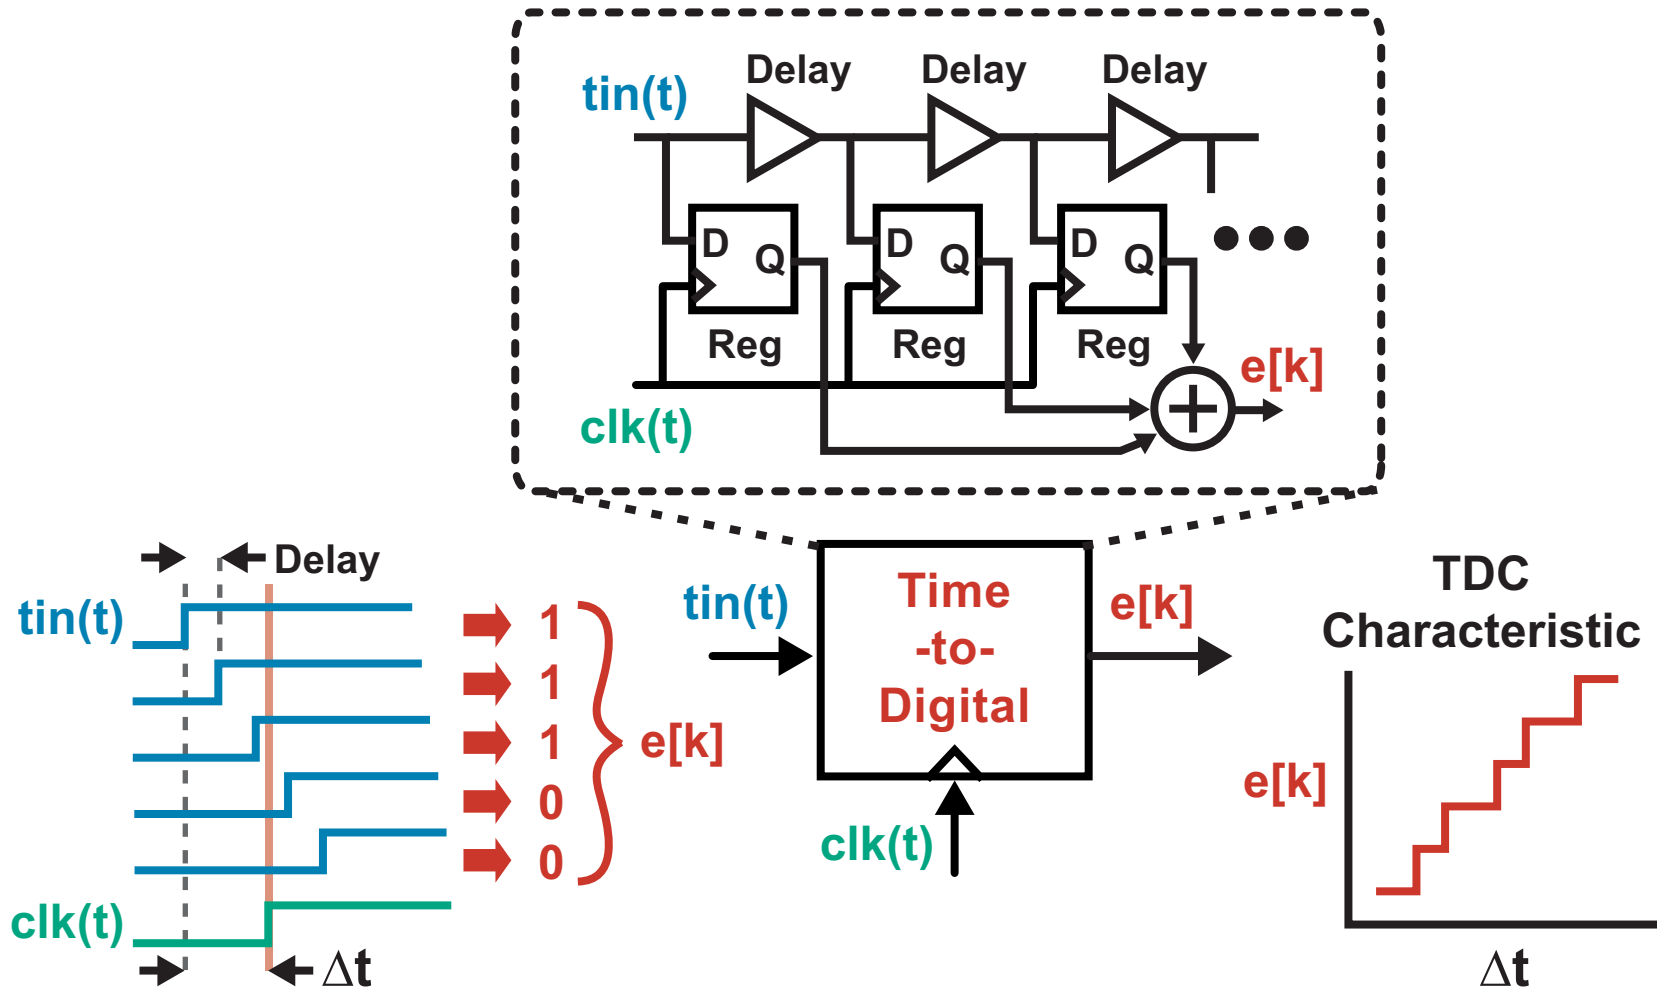 Delay Delay Delay
tin(t)
D Q D Q D Q
Reg Reg Reg
e[k]
clk(t)
Delay
tin(t)
1
1
1
0
0
e[k]
clk(t)
Δt
tin(t)
Time
-to-
Digital
e[k]
clk(t)
TDC
Characteristic
e[k]
Δt